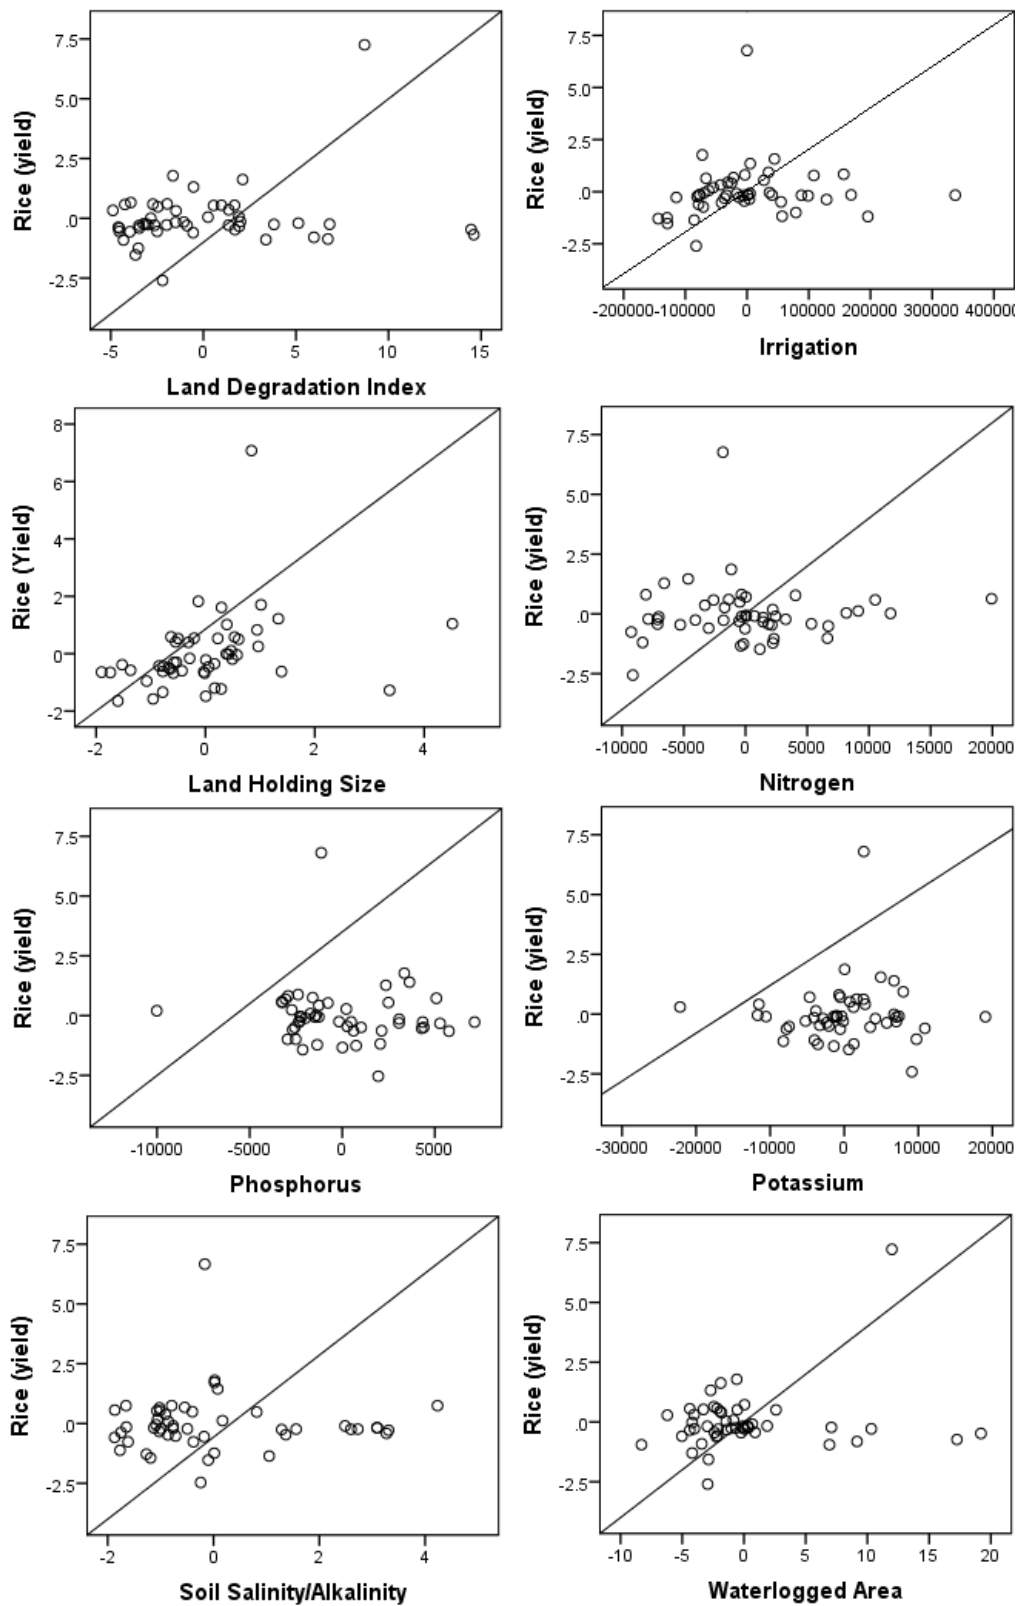 7.5
5.0
2.5
.0
-2.5
Rice (yield)
-5 0 5 10 15
Land Degradation Index
7.5
5.0
2.5
.0
-2.5
Rice (yield)
-200000 -100000 0 100000 200000 300000 400000
Irrigation
8
6
4
2
0
-2
Rice (Yield)
-2 0 2 4
Land Holding Size
7.5
5.0
2.5
.0
-2.5
Rice (yield)
-10000 -5000 0 5000 10000 15000 20000
Nitrogen
7.5
5.0
2.5
.0
-2.5
Rice (yield)
-10000 -5000 0 5000
Phosphorus
7.5
5.0
2.5
.0
-2.5
Rice (yield)
-30000 -20000 -10000 0 10000 20000
Potassium
7.5
5.0
2.5
.0
-2.5
Rice (yield)
-2 0 2 4
Soil Salinity/Alkalinity
7.5
5.0
2.5
.0
-2.5
Rice (yield)
-10 -5 0 5 10 15 20
Waterlogged Area